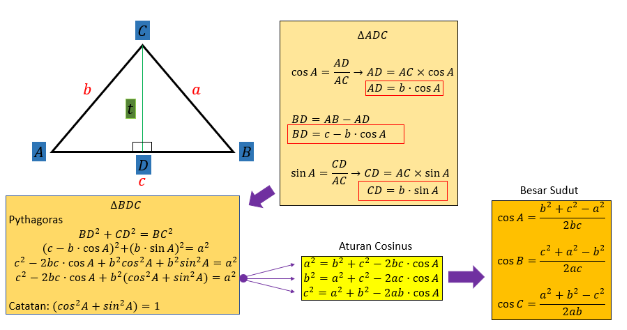 C
b
a
t
A
D
B
c
ΔADC
cos A = AD/AC → AD = AC × cos A
AD = b · cos A
BD = AB − AD
BD = c − b · cos A
sin A = CD/AC → CD = AC × sin A
CD = b · sin A
ΔBDC
Pythagoras
BD² + CD² = BC²
(c − b · cos A)²+(b · sin A)²= a²
c² − 2bc · cos A + b²cos²A + b²sin²A = a²
c² − 2bc · cos A + b²(cos²A + sin²A) = a²
Catatan: (cos²A + sin²A) = 1
Aturan Cosinus
a² = b² + c² − 2bc · cos A
b² = a² + c² − 2ac · cos A
c² = a² + b² − 2ab · cos A
Besar Sudut
cos A = b² + c² − a²/2bc
cos B = c² + a² − b²/2ac
cos C = a² + b² − c²/2ab